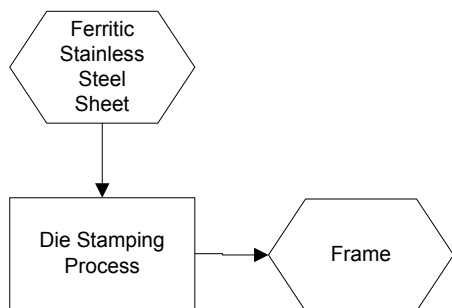 Ferritic
Stainless
Steel
Sheet
Die Stamping
Process
Frame